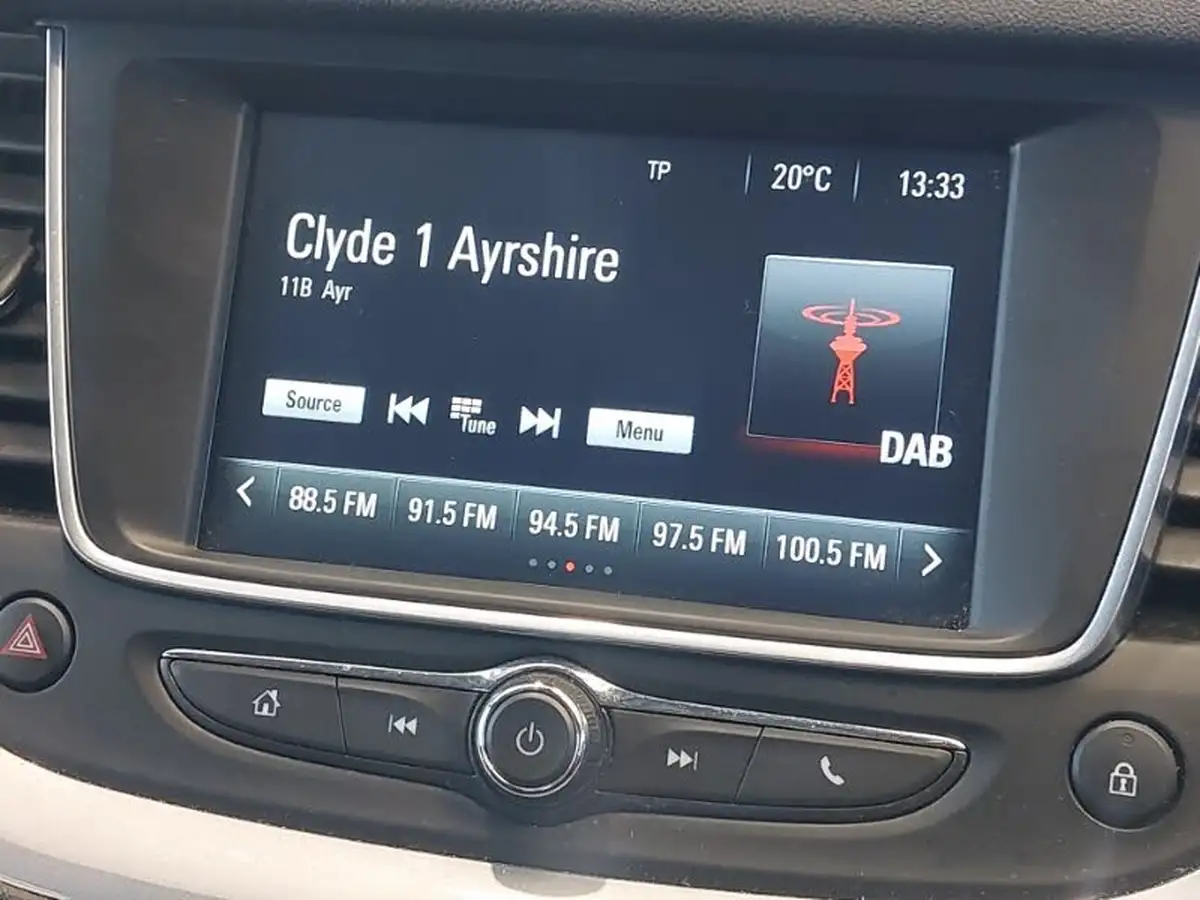 TP 20°C 13:33
Clyde 1 Ayrshire
11B Ayr
Source Tune Menu
DAB
88.5 FM 91.5 FM 94.5 FM 97.5 FM 100.5 FM